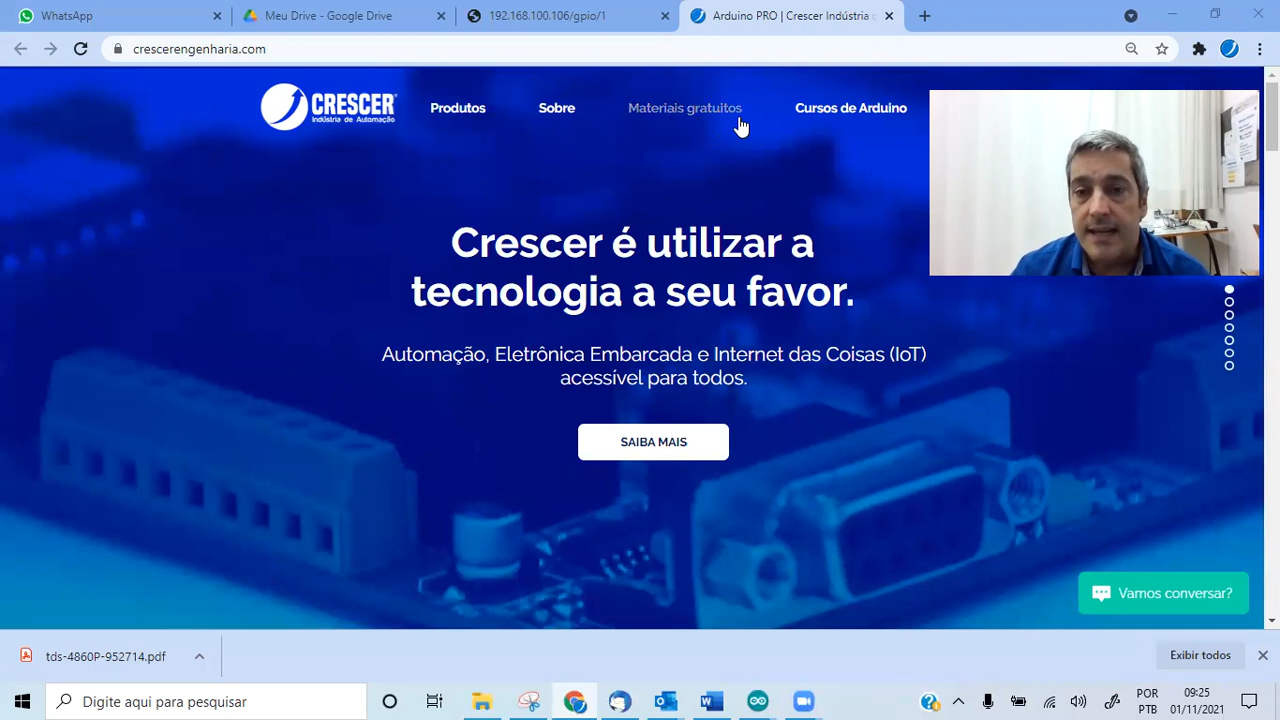 WhatsApp
Meu Drive - Google Drive
192.168.100.106/gpio/1
Arduino PRO | Crescer Indústria
crescerengenharia.com
CRESCER
Indústria de Automação
Produtos
Sobre
Materiais gratuitos
Cursos de Arduino
Crescer é utilizar a
tecnologia a seu favor.
Automação, Eletrônica Embarcada e Internet das Coisas (IoT)
acessível para todos.
SAIBA MAIS
Vamos conversar?
tds-4860P-952714.pdf
Exibir todos
Digite aqui para pesquisar
POR
PTB
09:25
01/11/2021